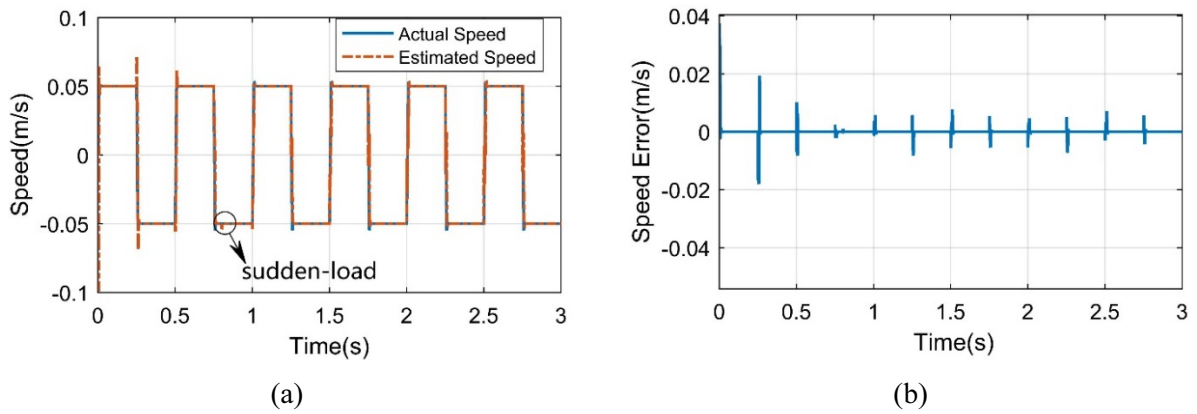 0.1
0.05
0
-0.05
-0.1
Speed(m/s)
Actual Speed
Estimated Speed
sudden-load
0 0.5 1 1.5 2 2.5 3
Time(s)
(a)
0.04
0.02
0
-0.02
-0.04
Speed Error(m/s)
0 0.5 1 1.5 2 2.5 3
Time(s)
(b)